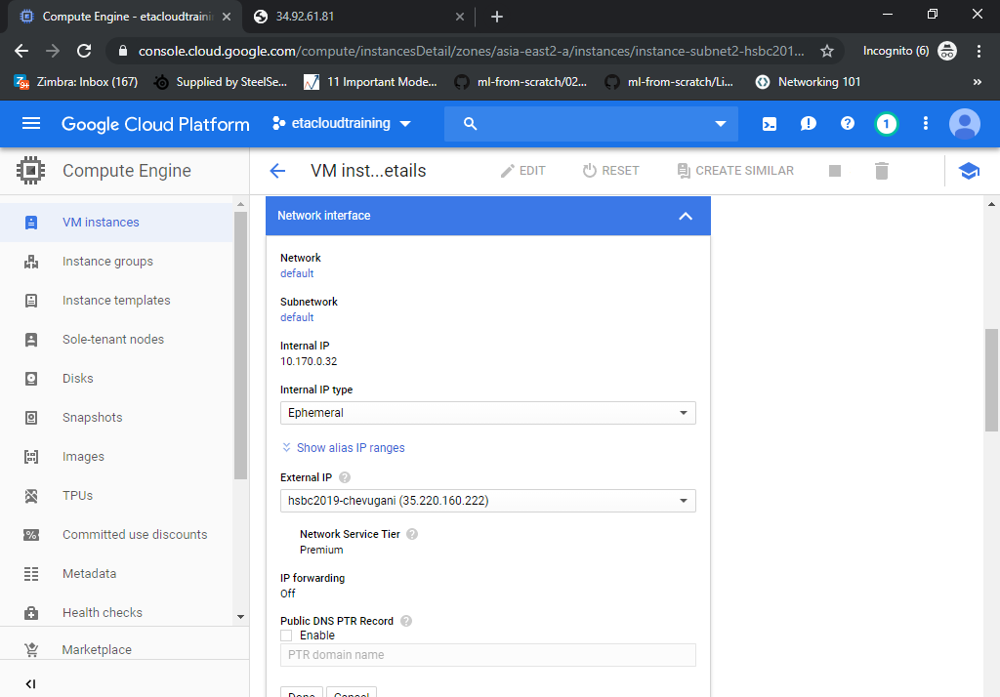 Compute Engine - etacloudtraini
34.92.61.81
console.cloud.google.com/compute/instancesDetail/zones/asia-east2-a/instances/instance-subnet2-hsbc201...
Incognito (6)
Zimbra: Inbox (167)
Supplied by SteelSe...
11 Important Mode...
ml-from-scratch/02...
ml-from-scratch/Li...
Networking 101
»
Google Cloud Platform
etacloudtraining
1
Compute Engine
VM inst...etails
EDIT
RESET
CREATE SIMILAR
VM instances
Instance groups
Instance templates
Sole-tenant nodes
Disks
Snapshots
Images
TPUs
Committed use discounts
Metadata
Health checks
Marketplace
Network interface
Network
default
Subnetwork
default
Internal IP
10.170.0.32
Internal IP type
Ephemeral
Show alias IP ranges
External IP
hsbc2019-chevugani (35.220.160.222)
Network Service Tier
Premium
IP forwarding
Off
Public DNS PTR Record
Enable
PTR domain name
Done
Cancel